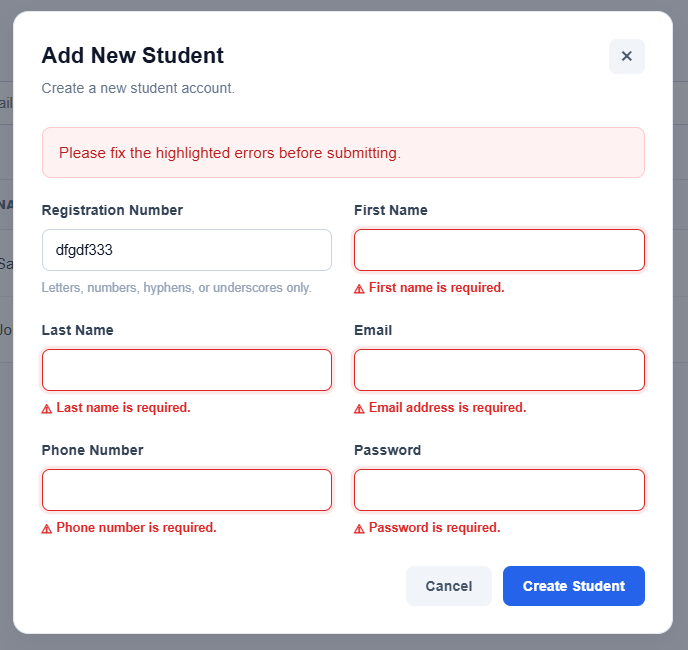 Add New Student
×
Create a new student account.
Please fix the highlighted errors before submitting.
Registration Number
First Name
dfgdf333
Letters, numbers, hyphens, or underscores only.
⚠ First name is required.
Last Name
Email
⚠ Last name is required.
⚠ Email address is required.
Phone Number
Password
⚠ Phone number is required.
⚠ Password is required.
Cancel
Create Student